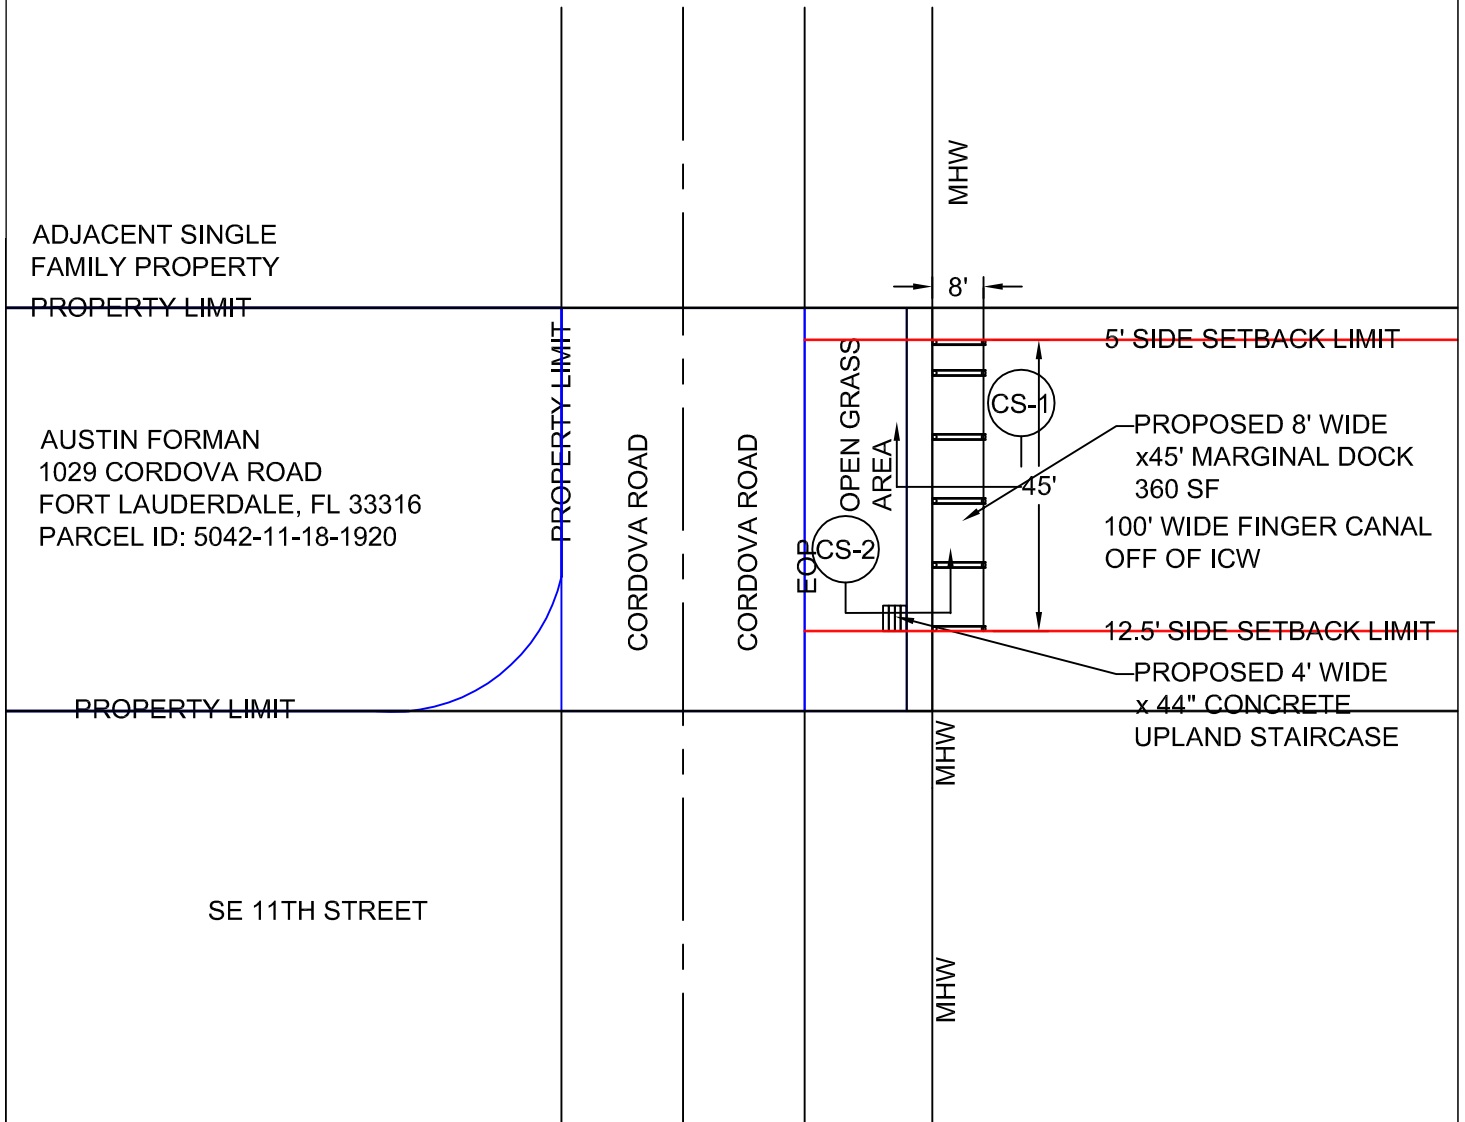 MHW
ADJACENT SINGLE
FAMILY PROPERTY
PROPERTY LIMIT
8'
PROPERTY LIMIT
5' SIDE SETBACK LIMIT
OPEN GRASS
AREA
CS-1
AUSTIN FORMAN
1029 CORDOVA ROAD
FORT LAUDERDALE, FL 33316
PARCEL ID: 5042-11-18-1920
CORDOVA ROAD
CORDOVA ROAD
PROPOSED 8' WIDE
x45' MARGINAL DOCK
360 SF
45'
100' WIDE FINGER CANAL
OFF OF ICW
EOP
CS-2
12.5' SIDE SETBACK LIMIT
PROPOSED 4' WIDE
x 44" CONCRETE
UPLAND STAIRCASE
PROPERTY LIMIT
MHW
SE 11TH STREET
MHW